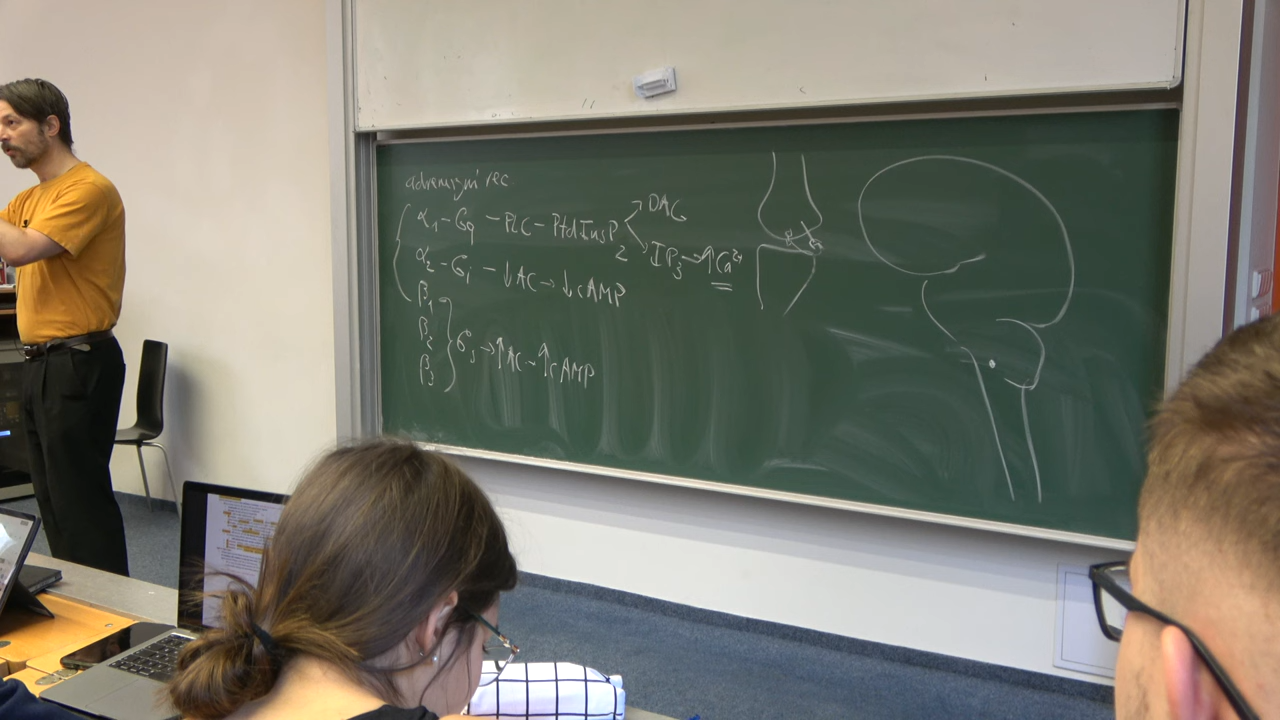 adrenergní rec.
α₁ - Gq - PLC - PtdInsP₂ → DAG
→ IP₃ → ↑Ca²⁺
α₂ - Gi - ↓AC → ↓cAMP
β₁
β₂ } Gs → ↑AC - ↑cAMP
β₃